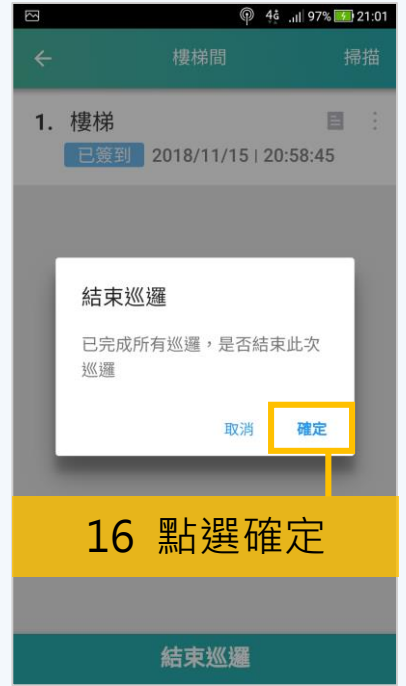 4G 97% 21:01
樓梯間 掃描
1. 樓梯
已簽到 2018/11/15 | 20:58:45
結束巡邏
已完成所有巡邏，是否結束此次
巡邏
取消 確定
16 點選確定
結束巡邏